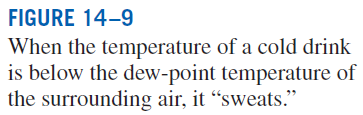 FIGURE 14–9
When the temperature of a cold drink
is below the dew-point temperature of
the surrounding air, it “sweats.”